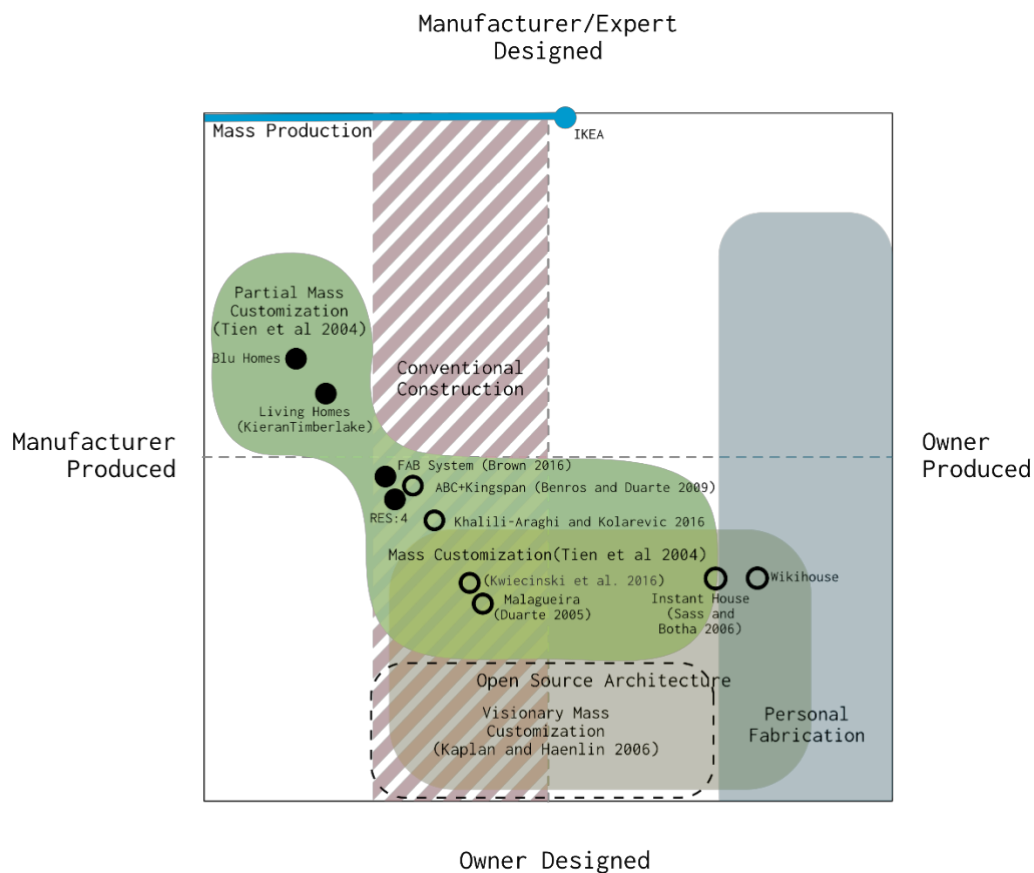 Manufacturer/Expert
Designed
Mass Production
IKEA
Partial Mass
Customization
(Tien et al 2004)
Blu Homes
Living Homes
(KieranTimberlake)
Conventional
Construction
Manufacturer
Produced
Owner
Produced
FAB System (Brown 2016)
ABC+Kingspan (Benros and Duarte 2009)
RES:4
Khalili-Araghi and Kolarevic 2016
Mass Customization(Tien et al 2004)
(Kwiecinski et al. 2016)
Malagueira
(Duarte 2005)
Instant House
(Sass and
Botha 2006)
Wikihouse
Open Source Architecture
Visionary Mass
Customization
(Kaplan and Haenlin 2006)
Personal
Fabrication
Owner Designed